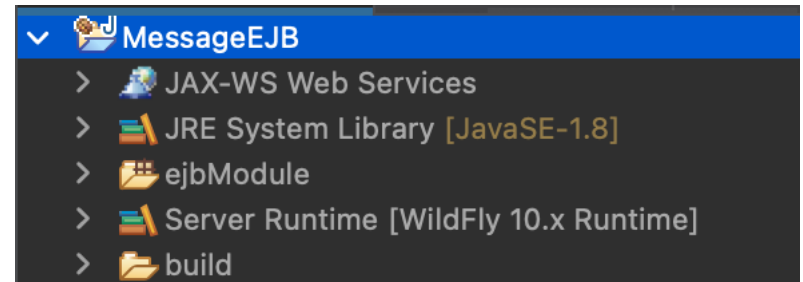 MessageEJB
JAX-WS Web Services
JRE System Library [JavaSE-1.8]
ejbModule
Server Runtime [WildFly 10.x Runtime]
build